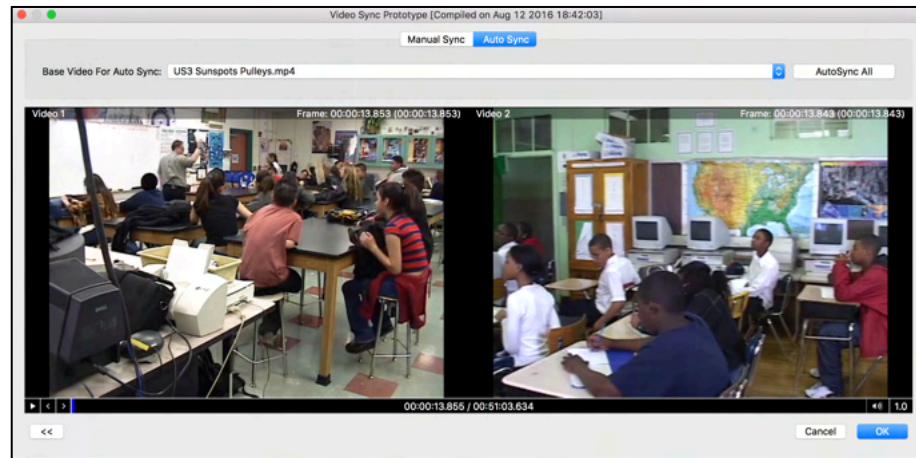 Video Sync Prototype [Compiled on Aug 12 2016 18:42:03]
Manual Sync Auto Sync
Base Video For Auto Sync: US3 Sunspots Pulleys.mp4 AutoSync All
Video 1 Frame: 00:00:13.853 (00:00:13.853) Video 2 Frame: 00:00:13.843 (00:00:13.843)
00:00:13.855 / 00:51:03.634 1.0
<< Cancel OK